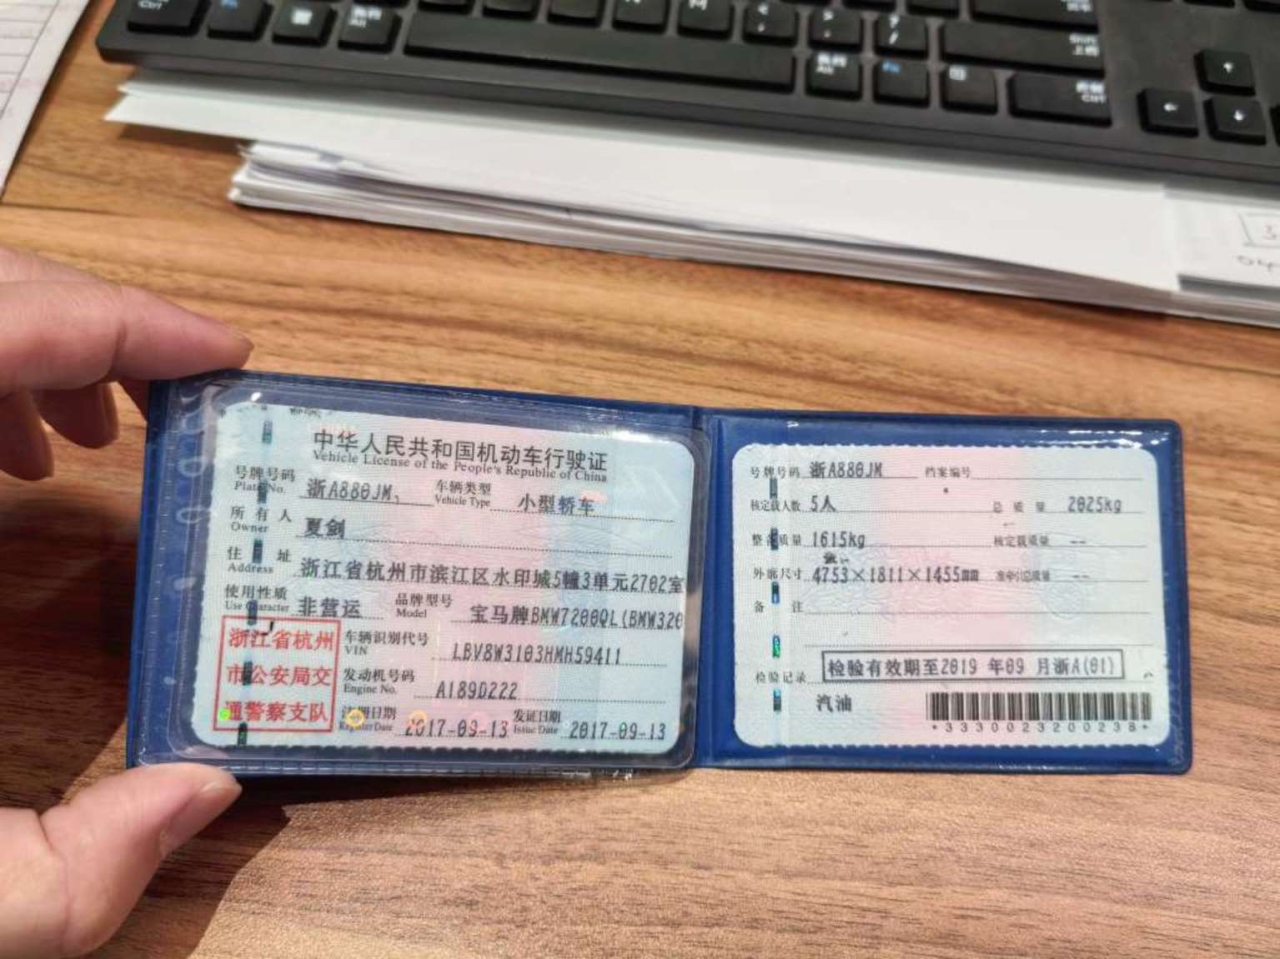 中华人民共和国机动车行驶证
Vehicle License of the People's Republic of China
号牌号码 浙A880JM 车辆类型 小型轿车
Plate No. Vehicle Type
所有人 夏剑
Owner
住址 浙江省杭州市滨江区水印城5幢3单元2702室
Address
使用性质 非营运 品牌型号 宝马牌BMW7200QL(BMW320
Use Character Model
浙江省杭州
市公安局交
通警察支队
车辆识别代号 LBV8W3103HMH59411
VIN
发动机号码 A189D222
Engine No.
注册日期 2017-09-13 发证日期 2017-09-13
Register Date Issue Date
号牌号码 浙A880JM 档案编号
核定载人数 5人 总质量 2025kg
整备质量 1615kg 核定载质量 --
外廓尺寸 4753×1811×1455mm 准牵引总质量 --
备注
检验记录 检验有效期至2019年09月浙A(01)
汽油
*3330023200238*
Ctrl
Fn
Alt
N
M
Alt
Fn
Shift
Ctrl